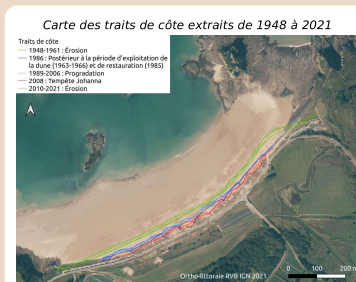 Carte des traits de côte extraits de 1948 à 2021
Traits de côte
1948-1961 : Érosion
1986 : Postérieur à la période d'exploitation de
la dune (1963-1966) et de restauration (1985)
1989-2006 : Progradation
2008 : Tempête Johanna
2010-2021 : Érosion
Ortho-littorale RVB IGN 2021
0 100 200 m